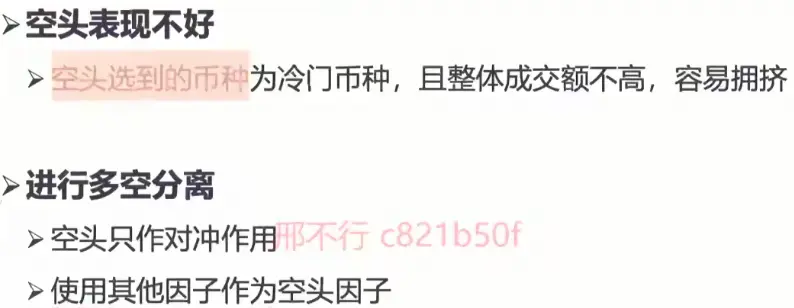 ➢空头表现不好
➢空头选到的币种为冷门币种，且整体成交额不高，容易拥挤
➢进行多空分离
➢空头只作对冲作用邢不行 c821b50f
➢使用其他因子作为空头因子